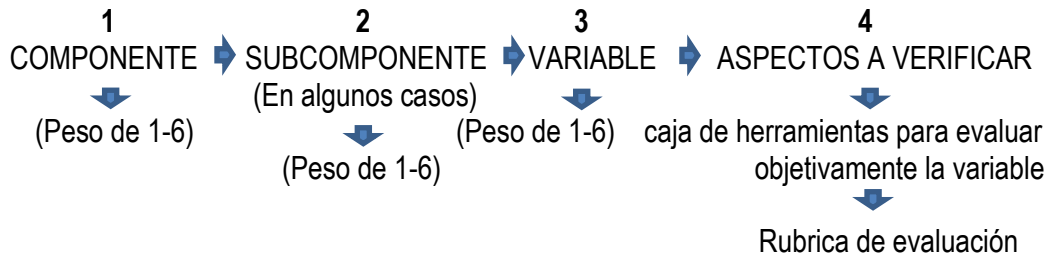 1 2 3 4
COMPONENTE SUBCOMPONENTE VARIABLE ASPECTOS A VERIFICAR
(En algunos casos)
(Peso de 1-6) (Peso de 1-6) caja de herramientas para evaluar
(Peso de 1-6) objetivamente la variable
Rubrica de evaluación